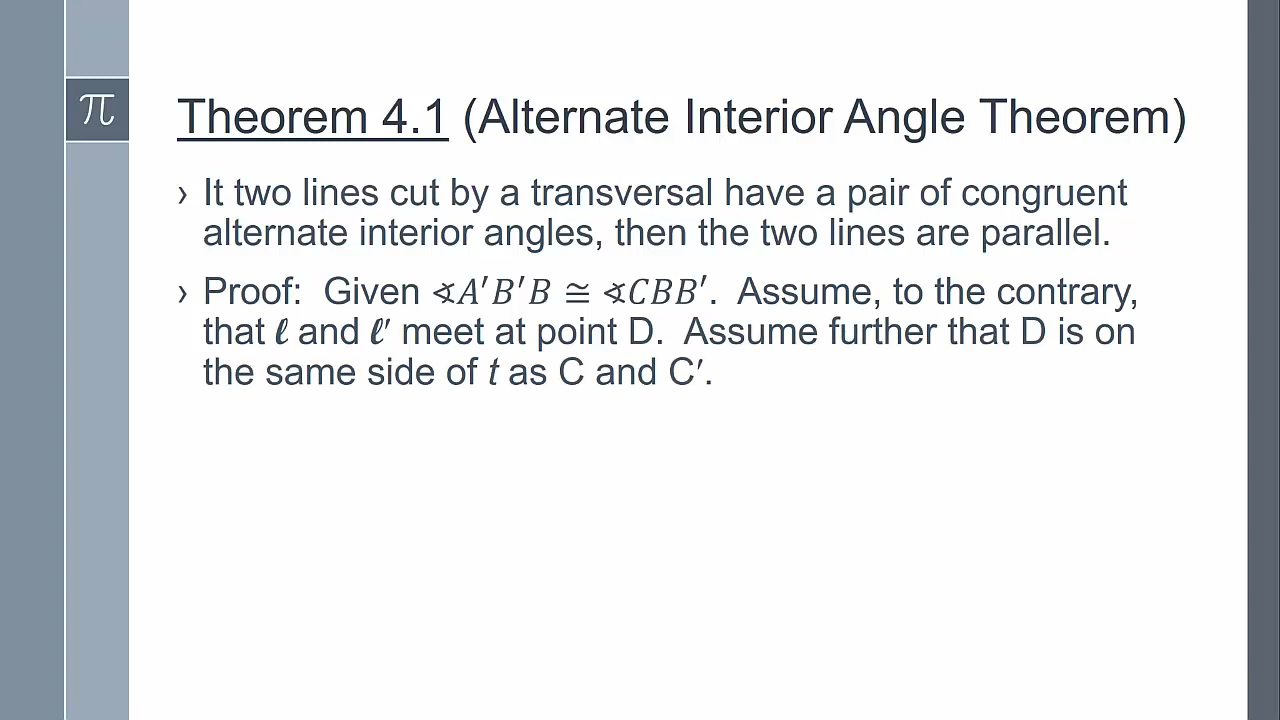 π
Theorem 4.1 (Alternate Interior Angle Theorem)
› It two lines cut by a transversal have a pair of congruent
alternate interior angles, then the two lines are parallel.
› Proof:  Given ∢A′B′B ≅ ∢CBB′.  Assume, to the contrary,
that ℓ and ℓ′ meet at point D.  Assume further that D is on
the same side of t as C and C′.